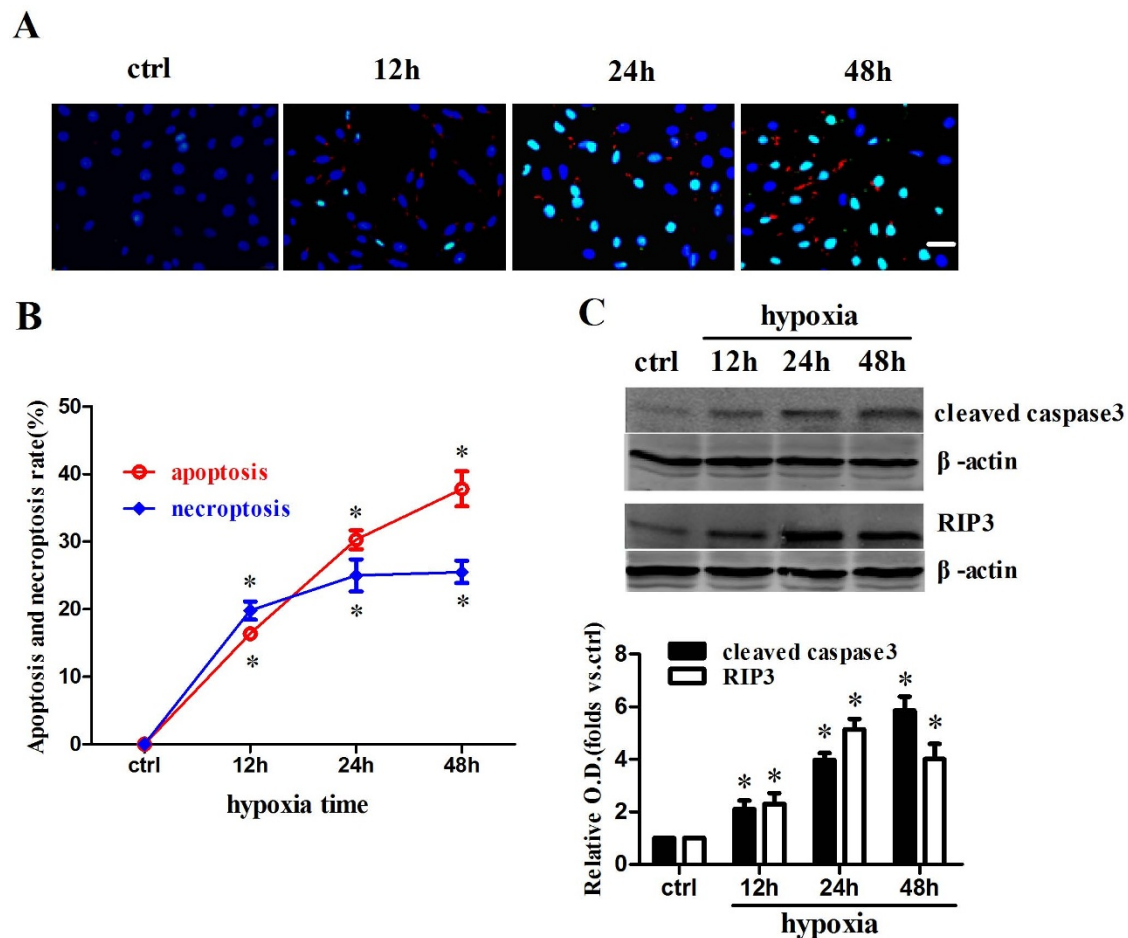 A
ctrl 12h 24h 48h
B
Apoptosis and necroptosis rate(%)
50
40
30
20
10
0
apoptosis
necroptosis
* * *
* * *
ctrl 12h 24h 48h
hypoxia time
C
hypoxia
ctrl 12h 24h 48h
cleaved caspase3
β -actin
RIP3
β -actin
Relative O.D.(folds vs.ctrl)
8
6
4
2
0
cleaved caspase3
RIP3
* * * * * *
ctrl 12h 24h 48h
hypoxia